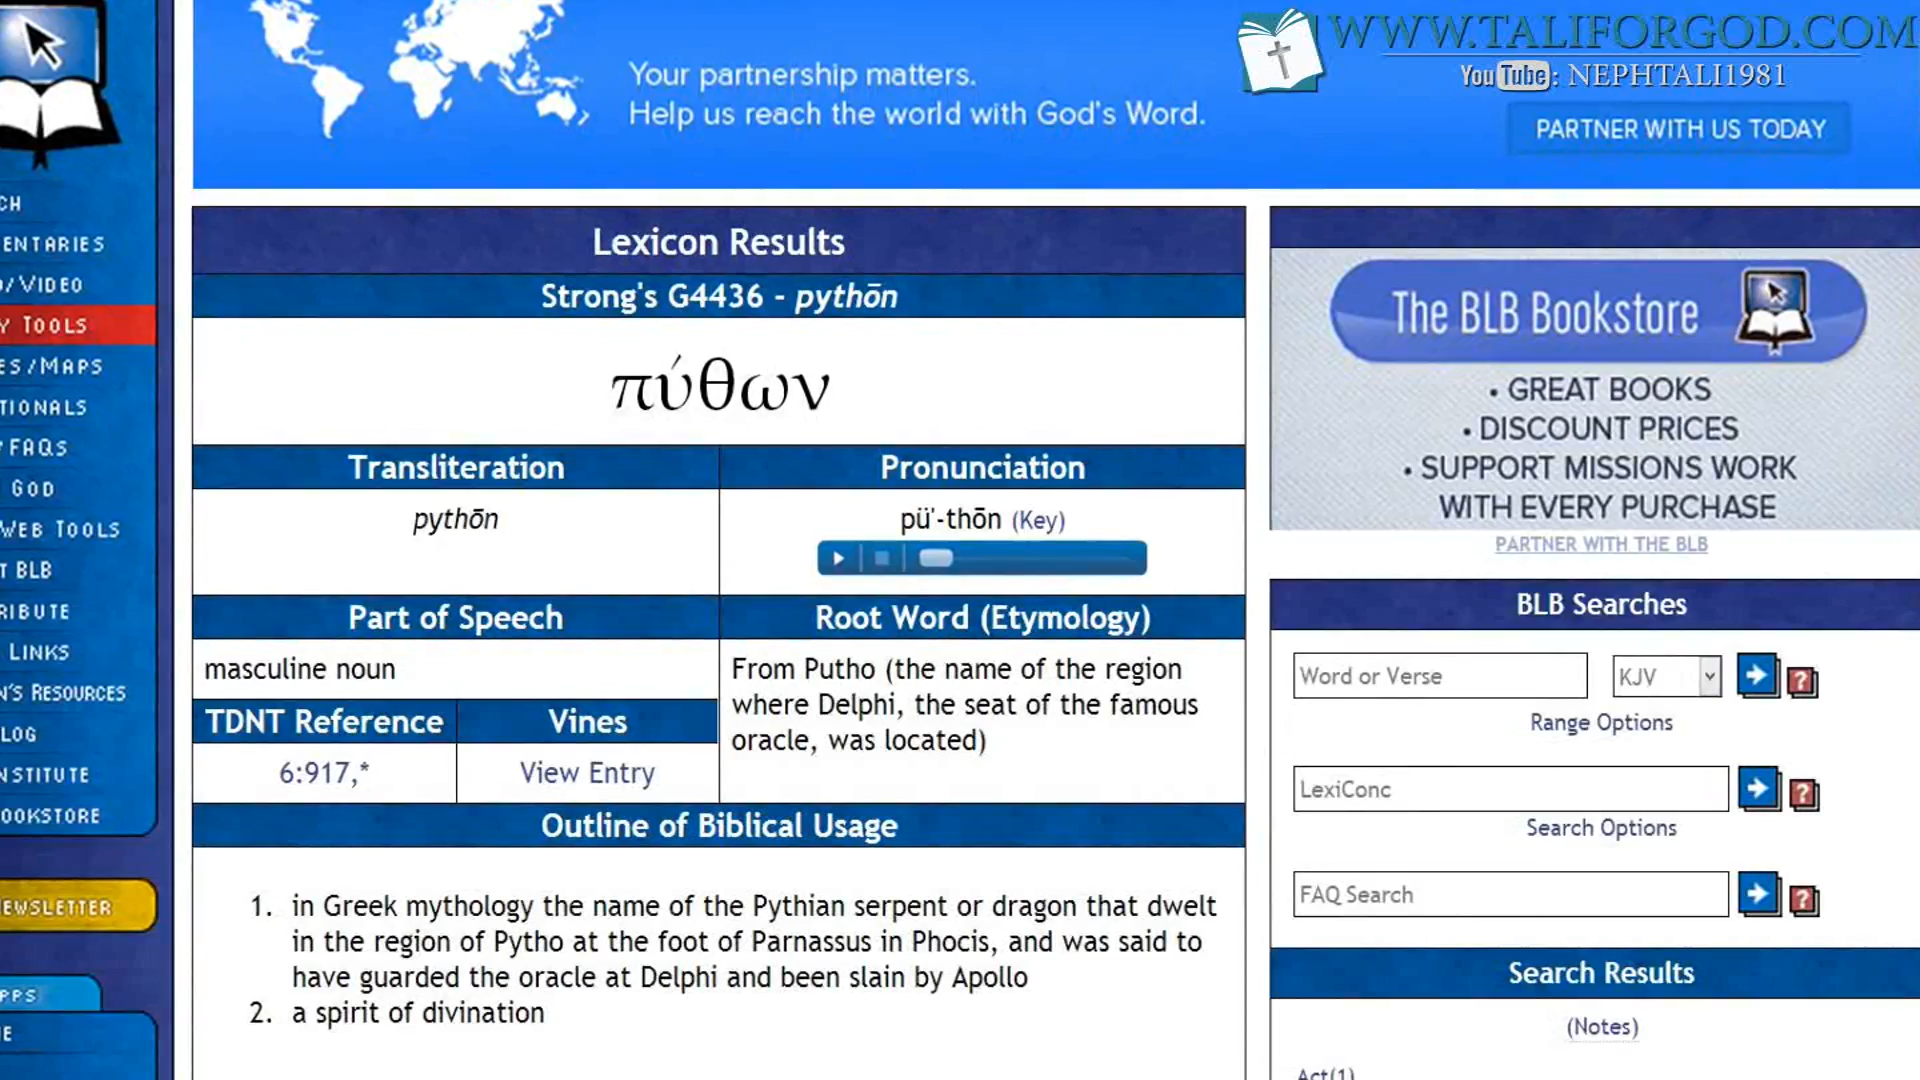 WWW.TALIFORGOD.COM
YouTube: NEPHTALI1981
Your partnership matters.
Help us reach the world with God's Word.
PARTNER WITH US TODAY
CH
ENTARIES
/VIDEO
Y TOOLS
ES/MAPS
TIONALS
FAQS
GOD
WEB TOOLS
T BLB
RIBUTE
LINKS
N'S RESOURCES
LOG
NSTITUTE
OOKSTORE
EWSLETTER
PPS
E
Lexicon Results
Strong's G4436 - pythōn
πύθων
Transliteration
Pronunciation
pythōn
pü'-thōn (Key)
Part of Speech
Root Word (Etymology)
masculine noun
From Putho (the name of the region
where Delphi, the seat of the famous
oracle, was located)
TDNT Reference
Vines
6:917,*
View Entry
Outline of Biblical Usage
1. in Greek mythology the name of the Pythian serpent or dragon that dwelt
in the region of Pytho at the foot of Parnassus in Phocis, and was said to
have guarded the oracle at Delphi and been slain by Apollo
2. a spirit of divination
The BLB Bookstore
• GREAT BOOKS
• DISCOUNT PRICES
• SUPPORT MISSIONS WORK
WITH EVERY PURCHASE
PARTNER WITH THE BLB
BLB Searches
Word or Verse
KJV
?
Range Options
LexiConc
?
Search Options
FAQ Search
?
Search Results
(Notes)
Act(1)